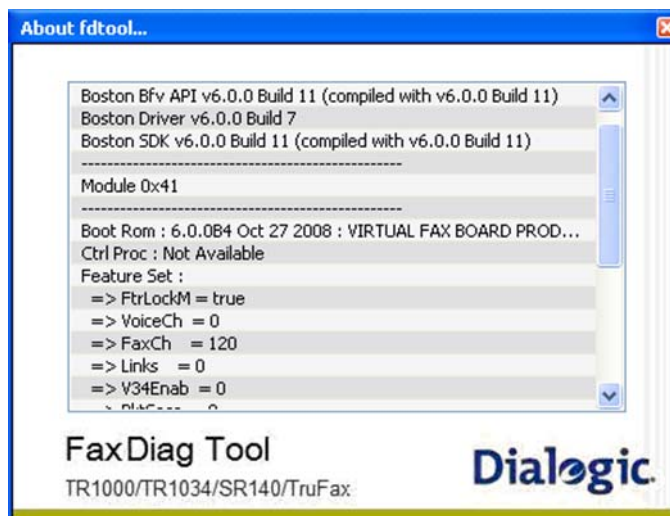 About fdtool...
Boston Bfv API v6.0.0 Build 11 (compiled with v6.0.0 Build 11)
Boston Driver v6.0.0 Build 7
Boston SDK v6.0.0 Build 11 (compiled with v6.0.0 Build 11)
--------------------------------------------------
Module 0x41
--------------------------------------------------
Boot Rom : 6.0.0B4 Oct 27 2008 : VIRTUAL FAX BOARD PROD...
Ctrl Proc : Not Available
Feature Set :
=> FtrLockM = true
=> VoiceCh = 0
=> FaxCh = 120
=> Links = 0
=> V34Enab = 0
FaxDiag Tool
TR1000/TR1034/SR140/TruFax
Dialogic.